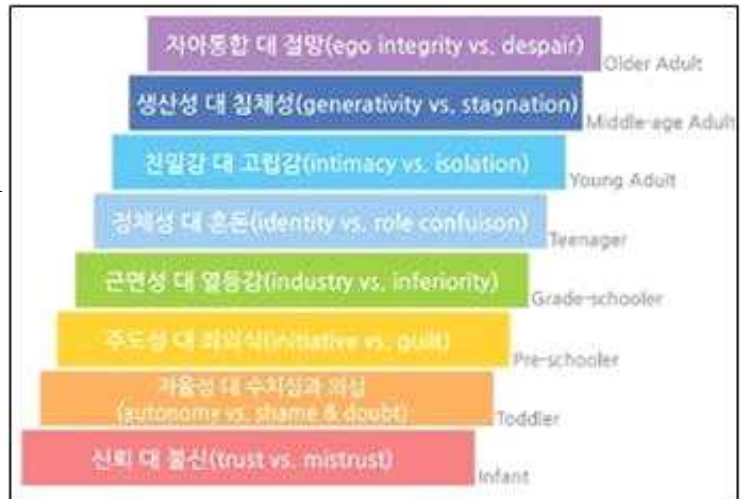 자아통합 대 절망(ego integrity vs. despair)
Older Adult
생산성 대 침체성(generativity vs. stagnation)
Middle-age Adult
친밀감 대 고립감(intimacy vs. isolation)
Young Adult
정체성 대 혼돈(identity vs. role confuison)
Teenager
근면성 대 열등감(industry vs. inferiority)
Grade-schooler
주도성 대 죄의식(initiative vs. guilt)
Pre-schooler
자율성 대 수치심과 의심
(autonomy vs. shame & doubt)
Toddler
신뢰 대 불신(trust vs. mistrust)
Infant